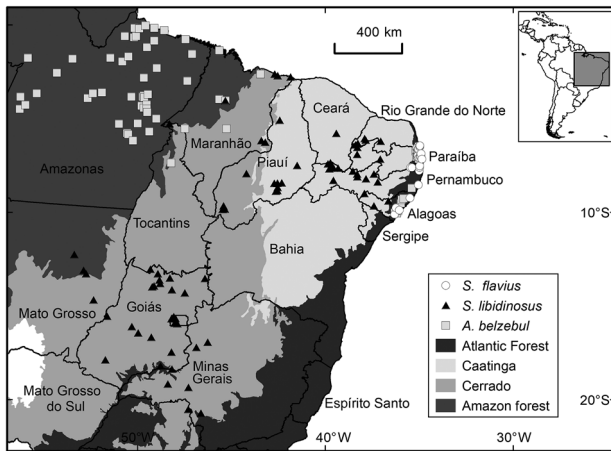 400 km
Ceará
Rio Grande do Norte
Maranhão
Piauí
Paraíba
Amazonas
Pernambuco
Tocantins
Alagoas
10°S
Bahia
Sergipe
Mato Grosso
Goiás
Minas
Gerais
Mato Grosso
do Sul
Espírito Santo
S. flavius
S. libidinosus
A. belzebul
Atlantic Forest
Caatinga
Cerrado
Amazon forest
20°S
50°W
40°W
30°W